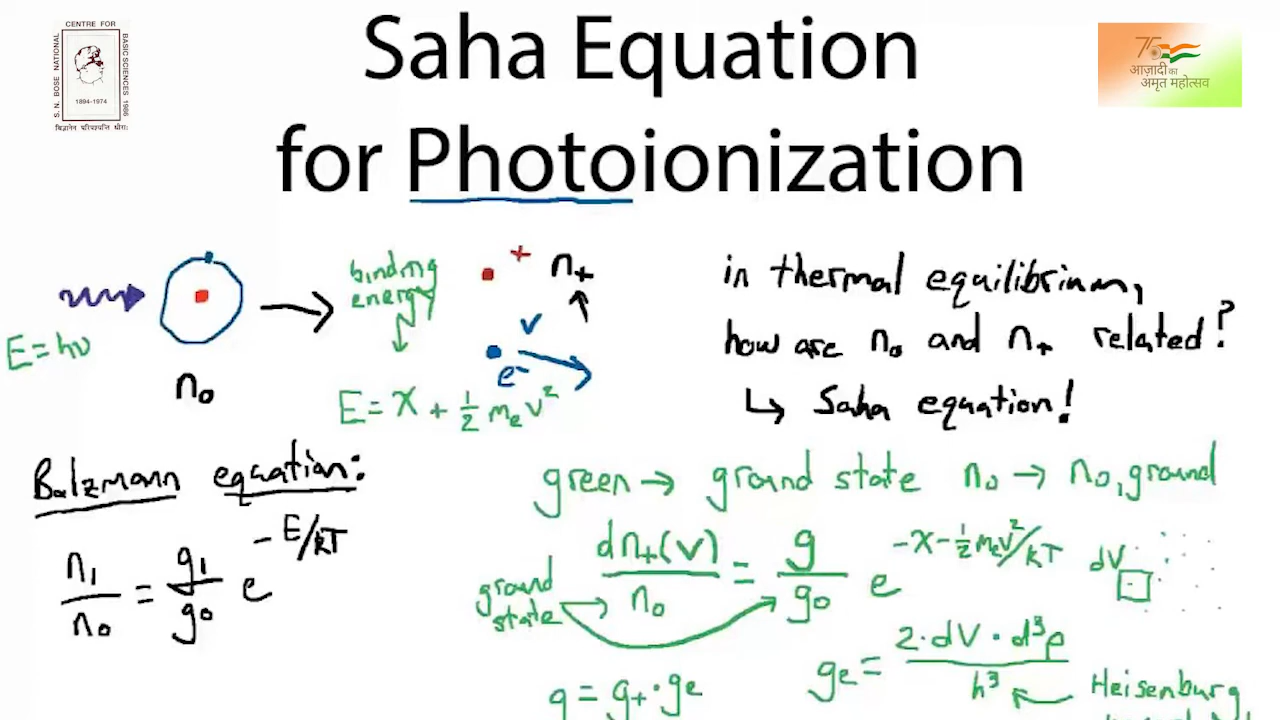 CENTRE FOR
S. N. BOSE NATIONAL
BASIC SCIENCES 1986
1894-1974
75
आज़ादी का
अमृत महोत्सव
Saha Equation
for Photoionization
E = hν
n₀
binding
energy
+
n₊
v
e⁻
E = χ + ½ mₑv²
in thermal equilibrium,
how are n₀ and n₊ related?
↳ Saha equation!
Bolzmann equation:
n₁/n₀ = g₁/g₀ e^(-E/kT)
green → ground state n₀ → n₀,ground
ground
state
dn₊(v)/n₀ = g/g₀ e^(-χ-½mₑv²/kT)
dV
g = g₊·gₑ
gₑ = 2·dV·d³p/h³
Heisenburg